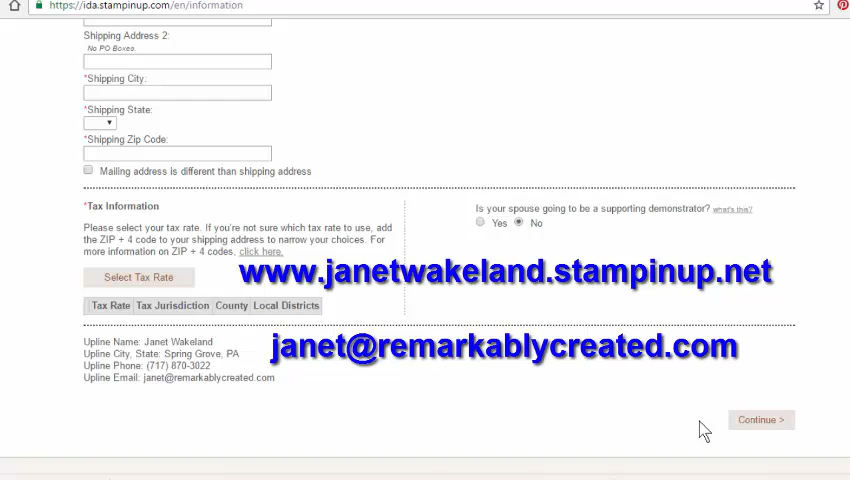 https://ida.stampinup.com/en/information
Shipping Address 2:
No PO Boxes.
*Shipping City:
*Shipping State:
*Shipping Zip Code:
Mailing address is different than shipping address
*Tax Information
Please select your tax rate. If you're not sure which tax rate to use, add
the ZIP + 4 code to your shipping address to narrow your choices. For
more information on ZIP + 4 codes, click here.
Select Tax Rate
Tax Rate Tax Jurisdiction County Local Districts
Is your spouse going to be a supporting demonstrator? what's this?
Yes No
www.janetwakeland.stampinup.net
janet@remarkablycreated.com
Upline Name: Janet Wakeland
Upline City, State: Spring Grove, PA
Upline Phone: (717) 870-3022
Upline Email: janet@remarkablycreated.com
Continue >